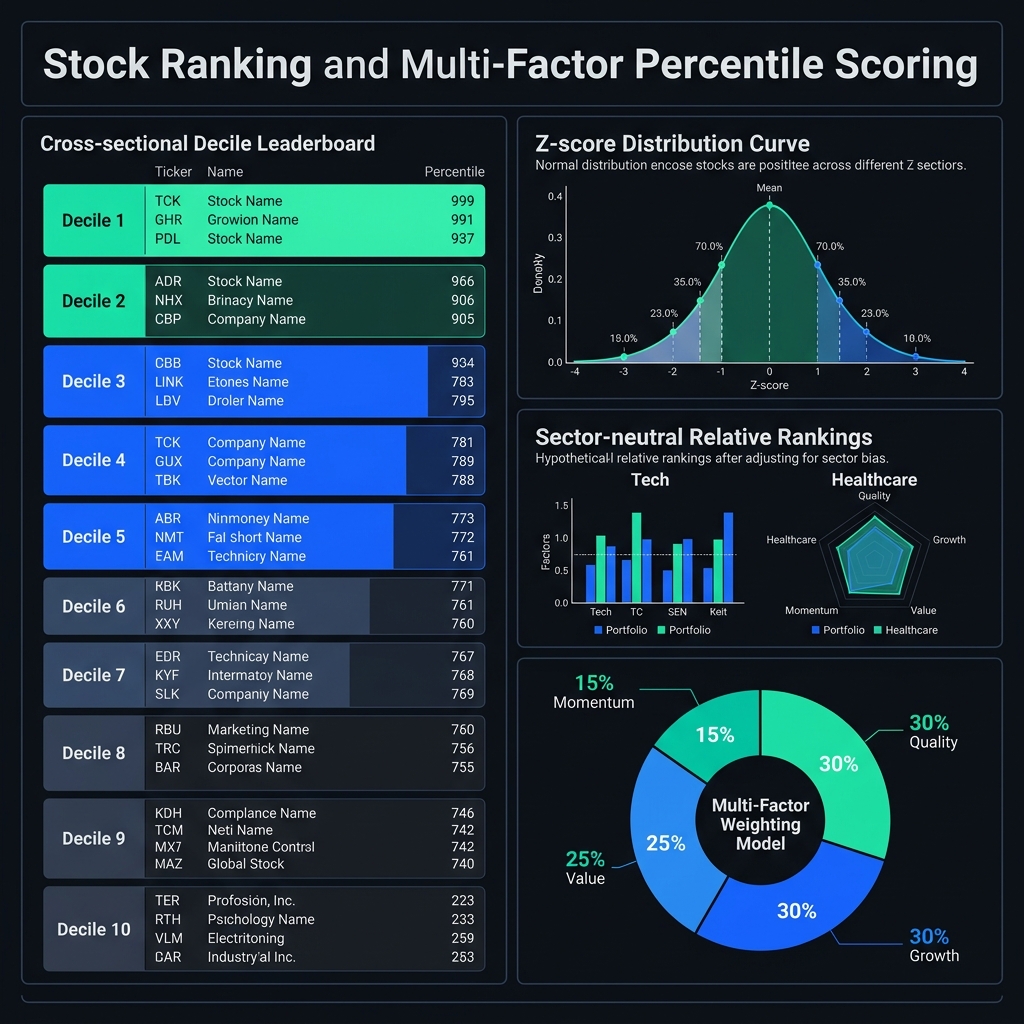 Stock Ranking and Multi-Factor Percentile Scoring
Cross-sectional Decile Leaderboard
Ticker Name Percentile
Decile 1
TCK Stock Name 999
GHR Growion Name 991
PDL Stock Name 937
Decile 2
ADR Stock Name 966
NHX Brinacy Name 906
CBP Company Name 905
Decile 3
CBB Stock Name 934
LINK Etones Name 783
LBV Droler Name 795
Decile 4
TCK Company Name 781
GUX Company Name 789
TBK Vector Name 788
Decile 5
ABR Ninmoney Name 773
NMT Fal short Name 772
EAM Technicry Name 761
Decile 6
KBK Battany Name 771
RUH Umian Name 761
XXY Kereing Name 760
Decile 7
EDR Technicay Name 767
KYF Intermatoy Name 768
SLK Company Name 769
Decile 8
RBU Marketing Name 760
TRC Spimerhick Name 756
BAR Corporas Name 755
Decile 9
KDH Complance Name 746
TCM Neti Name 742
MX7 Manitone Control 742
MAZ Global Stock 740
Decile 10
TER Profosión, Inc. 223
RTH Psichology Name 233
VLM Electritoning 259
Industry'al Inc. 253
Z-score Distribution Curve
Normal distribution encose stocks are positîtee across different Z sections.
Mean
0.4
0.3
0.2
0.1
0.0
70.0% 70.0%
35.0% 35.0%
23.0% 23.0%
19.0% 10.0%
-4 -3 -2 -1 0 1 2 3 4
Z-score
Sector-neutral Relative Rankings
Hypothetical relative rankings after adjusting for sector bias.
Tech
1.5
1.0
0.5
0.0
Factors
Tech TC SEN Keit
Portfolio Portfolio
Healthcare
Quality
Healthcare Growth
Momentum Value
Portfolio Healthcare
15%
Momentum
15%
30%
Quality
30%
Multi-Factor
Weighting
Model
25%
Value
25%
30%
30%
Growth